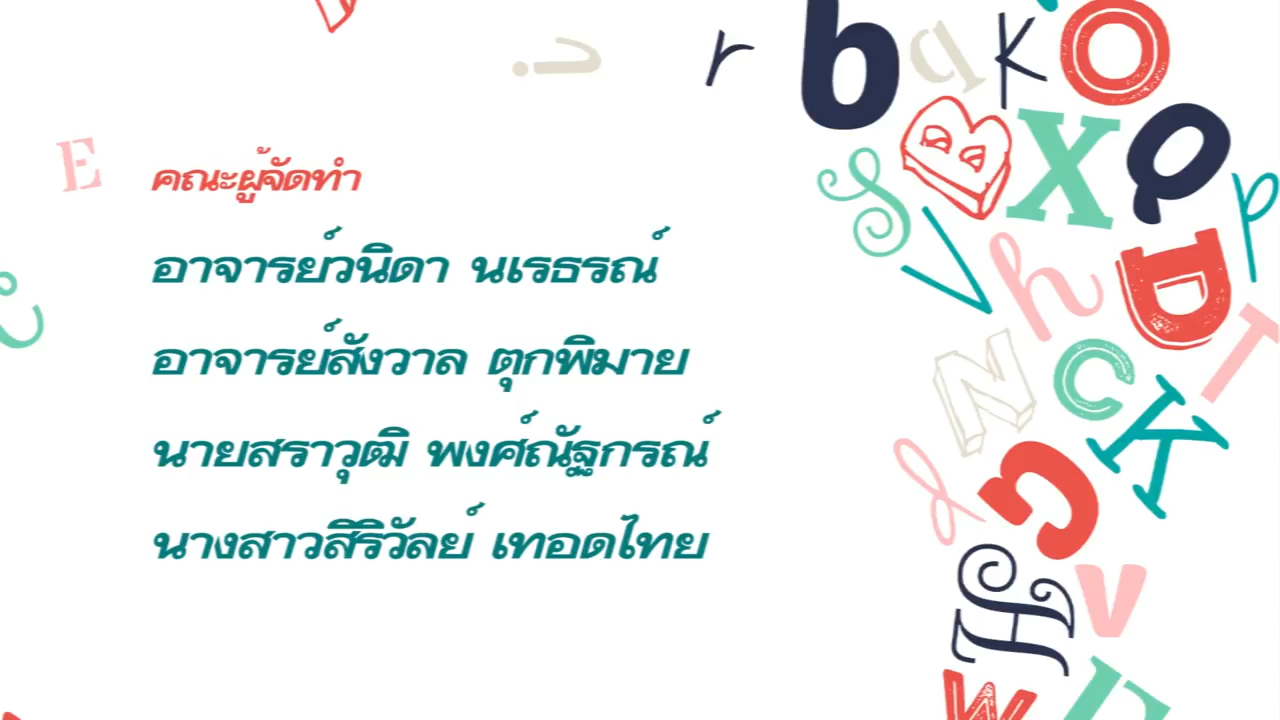 คณะผู้จัดทำ
อาจารย์วนิดา นเรธรณ์
อาจารย์สังวาล ตุกพิมาย
นายสราวุฒิ พงศ์ณัฐกรณ์
นางสาวสิริวัลย์ เทอดไทย